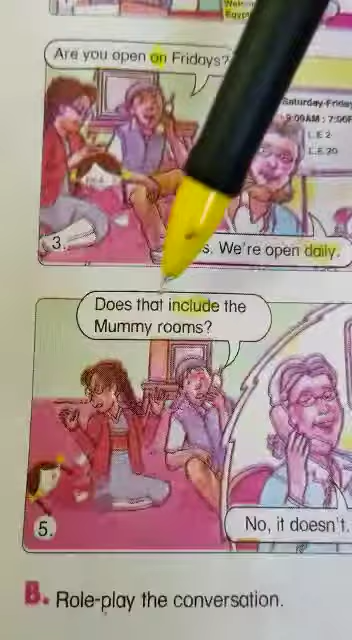 Egypt
Are you open on Fridays?
Saturday-Friday
9:00AM : 7:00P
L.E 2
L.E 20
3.
s. We're open daily.
Does that include the
Mummy rooms?
5.
No, it doesn't.
B. Role-play the conversation.